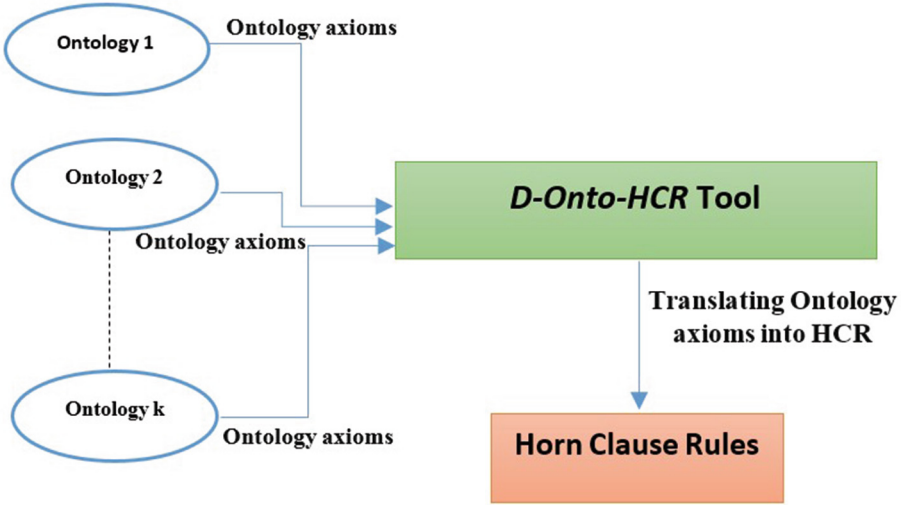 Ontology 1
Ontology axioms
Ontology 2
Ontology axioms
D-Onto-HCR Tool
Translating Ontology
axioms into HCR
Ontology k
Ontology axioms
Horn Clause Rules